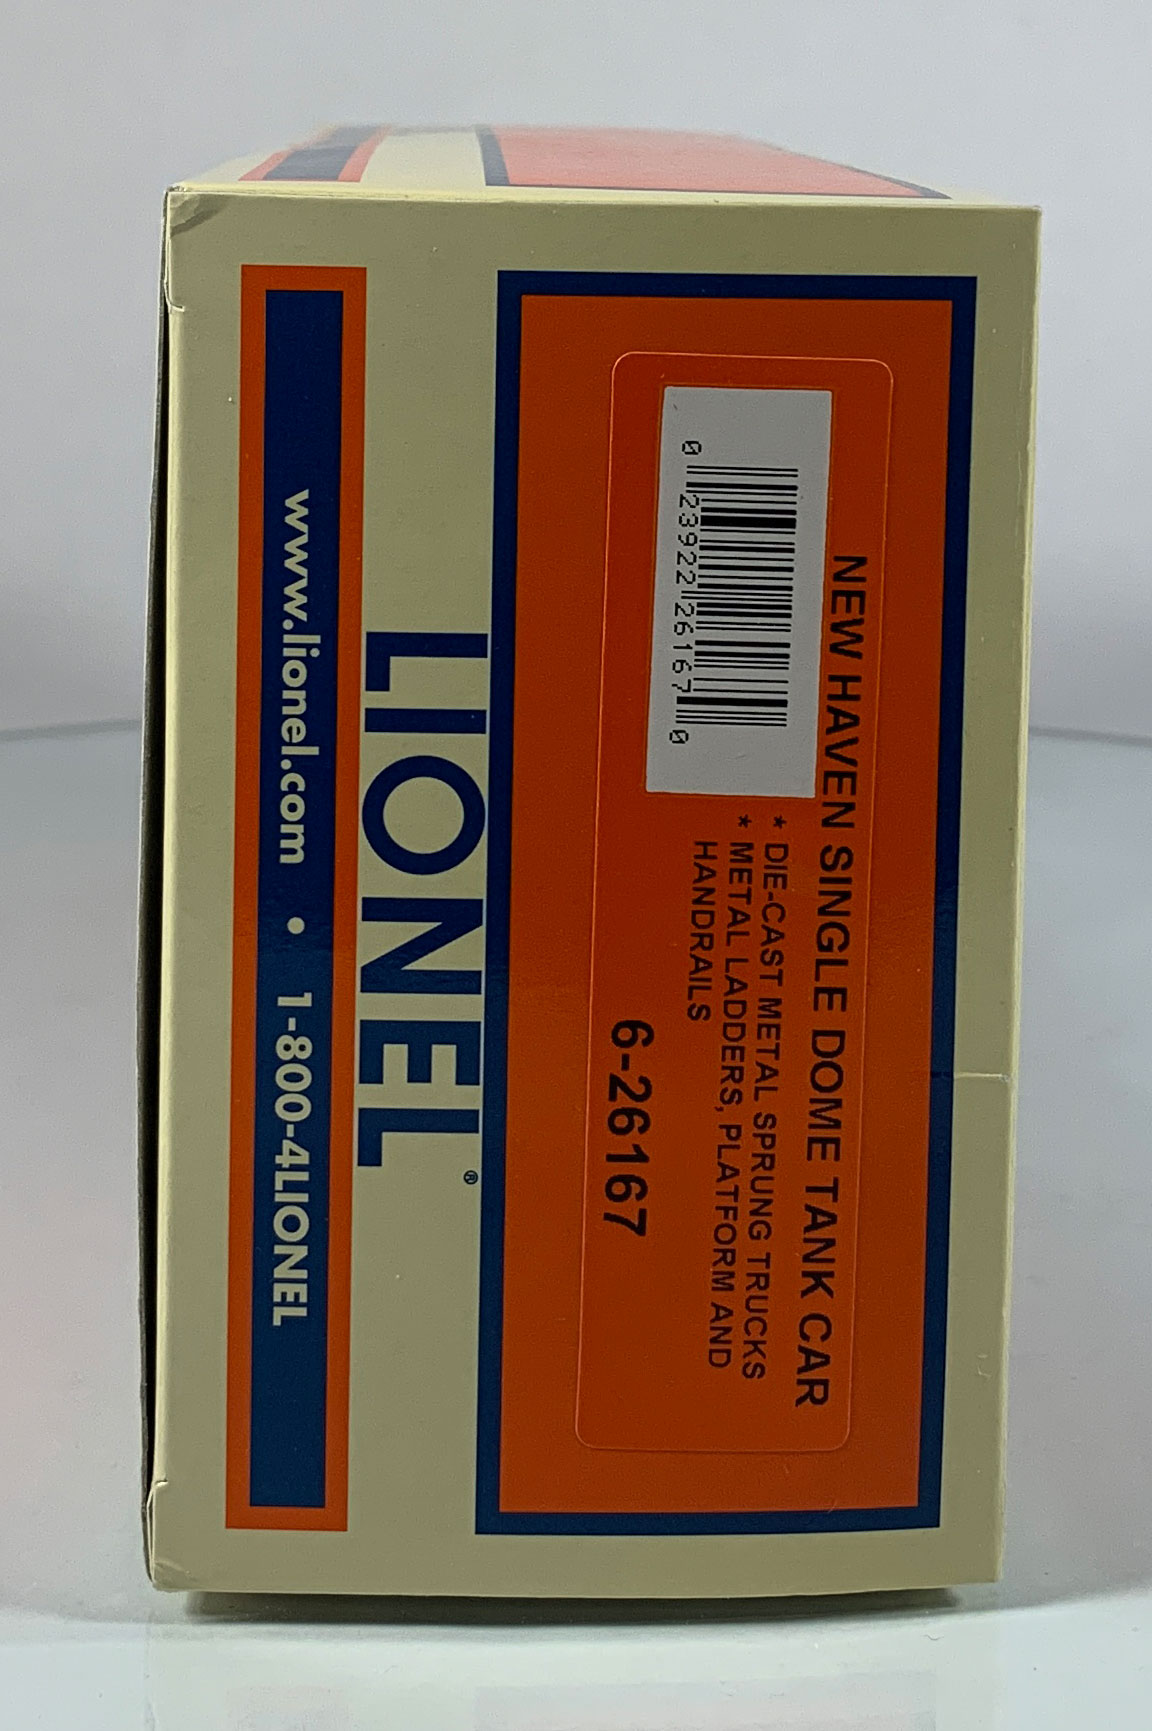 NEW HAVEN SINGLE DOME TANK CAR
0 23922 26167 0
* DIE-CAST METAL SPRUNG TRUCKS
* METAL LADDERS, PLATFORM AND
HANDRAILS
6-26167
LIONEL®
www.lionel.com • 1-800-4LIONEL